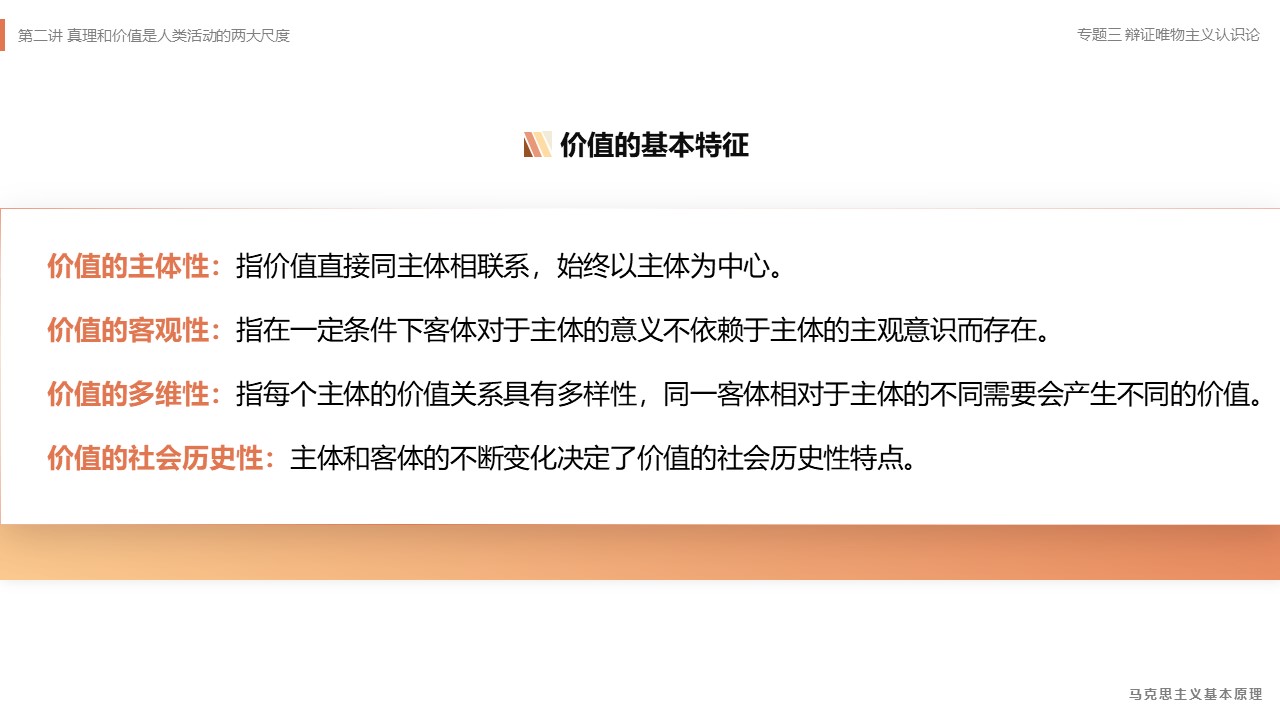 第二讲 真理和价值是人类活动的两大尺度
专题三 辩证唯物主义认识论
价值的基本特征
价值的主体性：指价值直接同主体相联系，始终以主体为中心。
价值的客观性：指在一定条件下客体对于主体的意义不依赖于主体的主观意识而存在。
价值的多维性：指每个主体的价值关系具有多样性，同一客体相对于主体的不同需要会产生不同的价值。
价值的社会历史性：主体和客体的不断变化决定了价值的社会历史性特点。
马克思主义基本原理